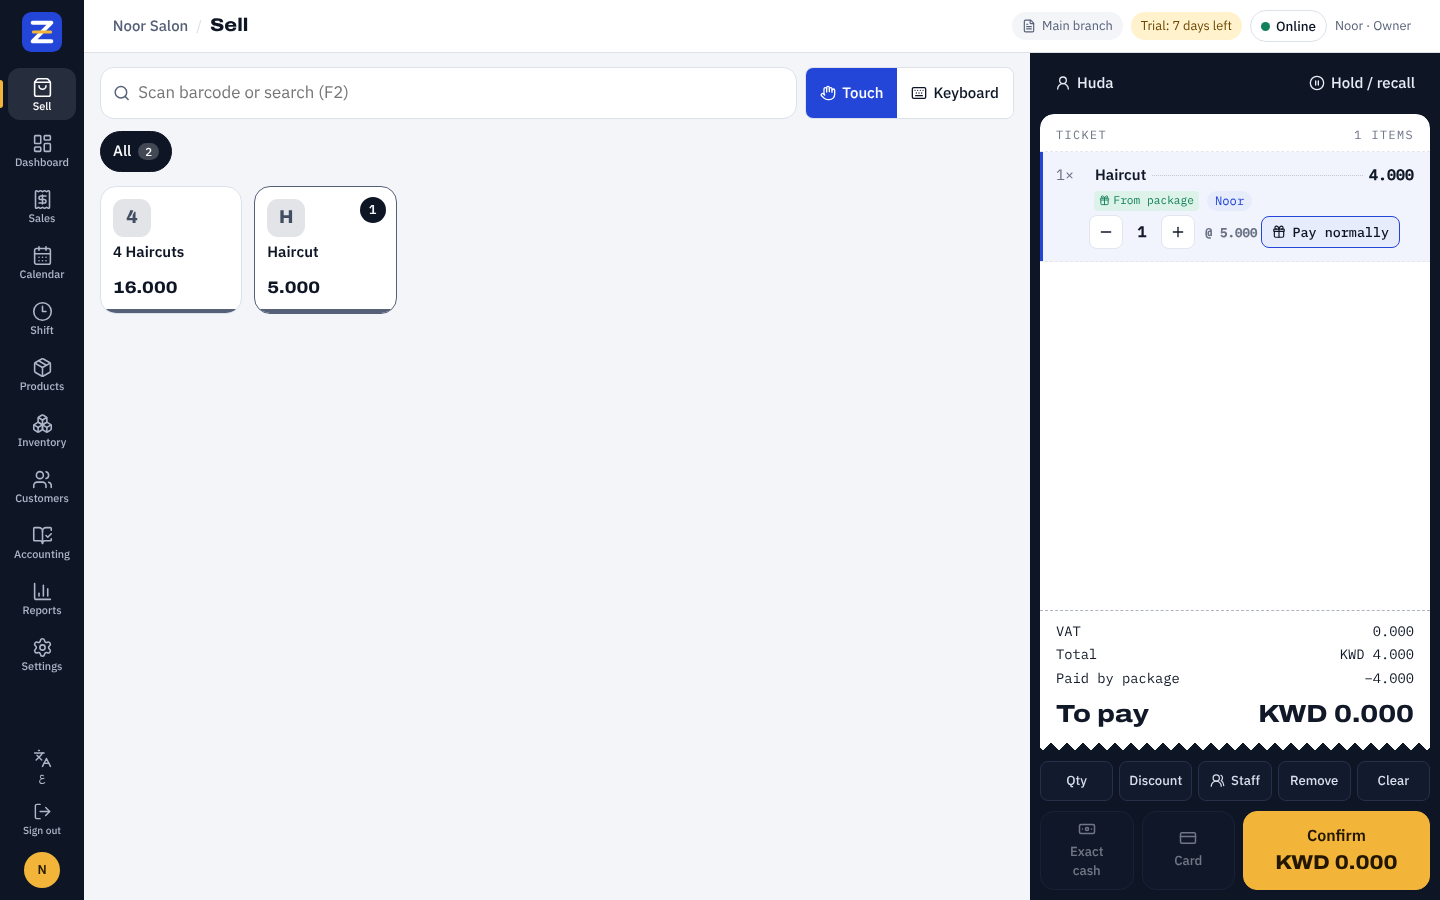 Noor Salon / Sell
Main branch
Trial: 7 days left
Online
Noor · Owner
Sell
Dashboard
Sales
Calendar
Shift
Products
Inventory
Customers
Accounting
Reports
Settings
ع
Sign out
N
Scan barcode or search (F2)
Touch
Keyboard
All 2
4
4 Haircuts
16.000
H
1
Haircut
5.000
Huda
Hold / recall
TICKET 1 ITEMS
1× Haircut 4.000
From package Noor
− 1 + @ 5.000 Pay normally
VAT 0.000
Total KWD 4.000
Paid by package −4.000
To pay KWD 0.000
Qty
Discount
Staff
Remove
Clear
Exact
cash
Card
Confirm
KWD 0.000